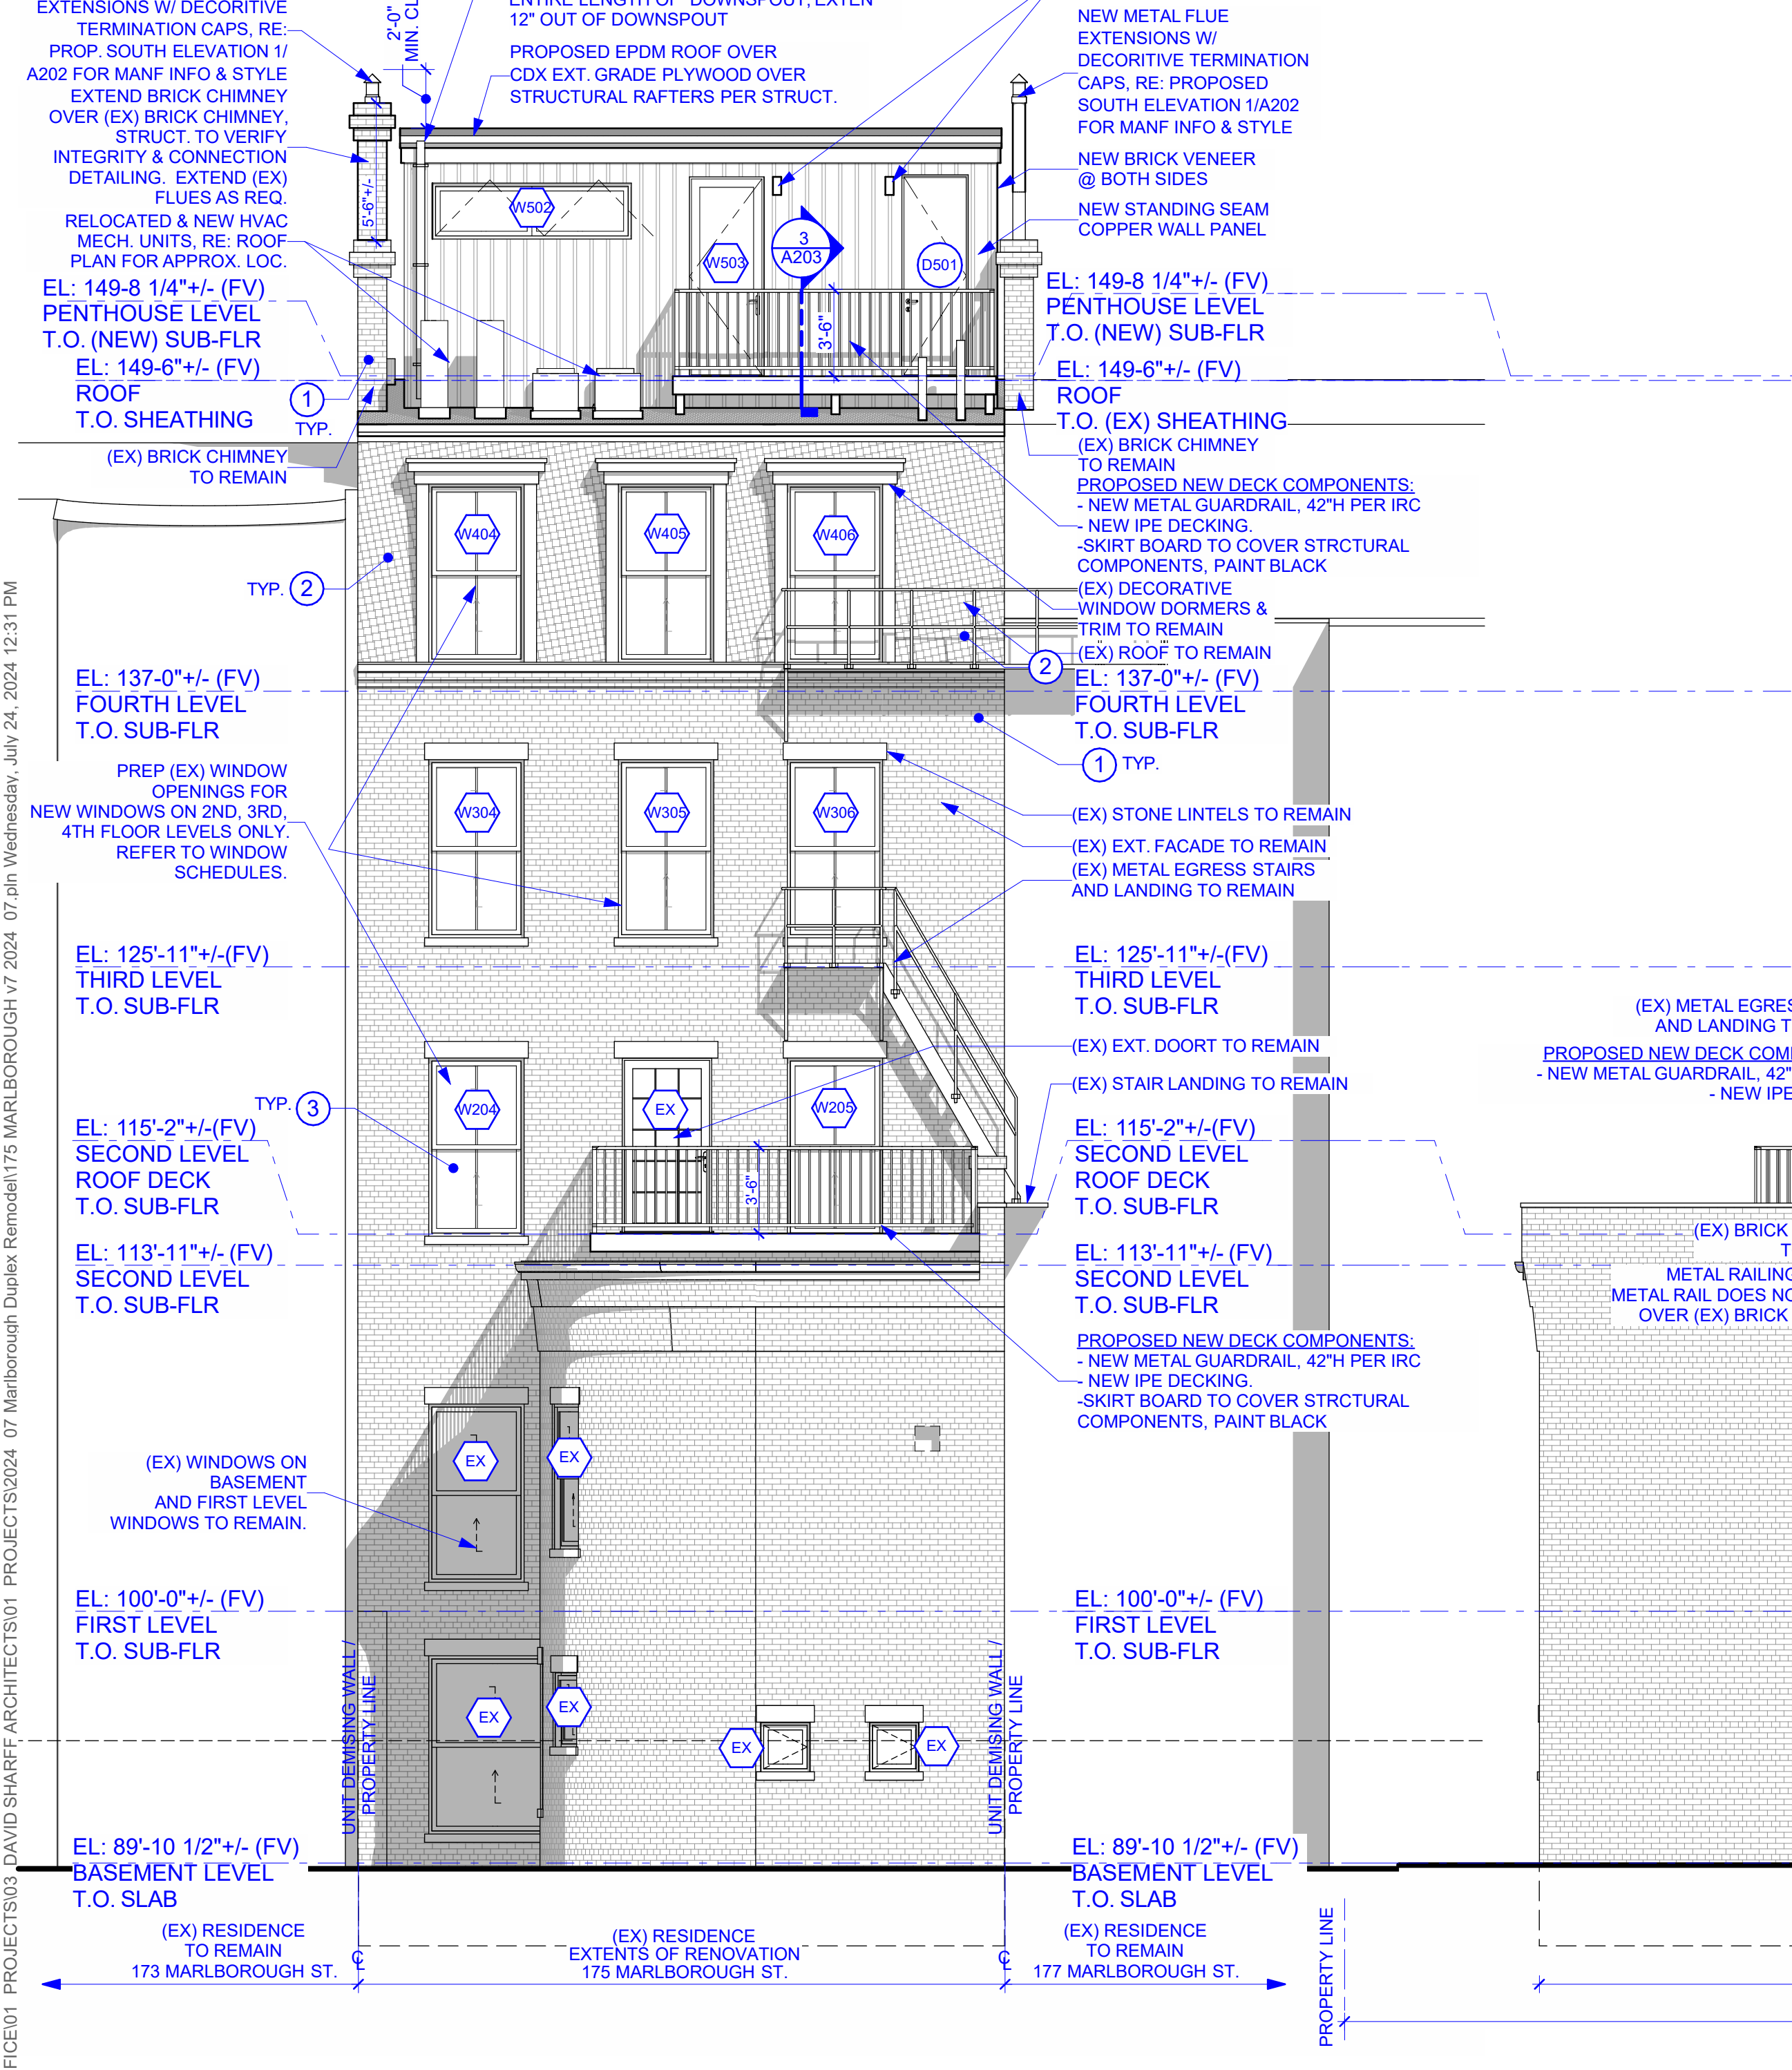 EXTENSIONS W/ DECORITIVE
TERMINATION CAPS, RE:
PROP. SOUTH ELEVATION 1/
A202 FOR MANF INFO & STYLE
EXTEND BRICK CHIMNEY
OVER (EX) BRICK CHIMNEY,
STRUCT. TO VERIFY
INTEGRITY & CONNECTION
DETAILING. EXTEND (EX)
FLUES AS REQ.
RELOCATED & NEW HVAC
MECH. UNITS, RE: ROOF
PLAN FOR APPROX. LOC.
EL: 149-8 1/4"+/- (FV)
PENTHOUSE LEVEL
T.O. (NEW) SUB-FLR
EL: 149-6"+/- (FV)
ROOF
T.O. SHEATHING
1
TYP.
(EX) BRICK CHIMNEY
TO REMAIN
TYP. 2
EL: 137-0"+/- (FV)
FOURTH LEVEL
T.O. SUB-FLR
PREP (EX) WINDOW
OPENINGS FOR
NEW WINDOWS ON 2ND, 3RD,
4TH FLOOR LEVELS ONLY.
REFER TO WINDOW
SCHEDULES.
EL: 125'-11"+/-(FV)
THIRD LEVEL
T.O. SUB-FLR
TYP. 3
EL: 115'-2"+/-(FV)
SECOND LEVEL
ROOF DECK
T.O. SUB-FLR
EL: 113'-11"+/- (FV)
SECOND LEVEL
T.O. SUB-FLR
(EX) WINDOWS ON
BASEMENT
AND FIRST LEVEL
WINDOWS TO REMAIN.
EL: 100'-0"+/- (FV)
FIRST LEVEL
T.O. SUB-FLR
EL: 89'-10 1/2"+/- (FV)
BASEMENT LEVEL
T.O. SLAB
2'-0"
MIN. CL
ENTIRE LENGTH OF DOWNSPOUT, EXTEN
12" OUT OF DOWNSPOUT
PROPOSED EPDM ROOF OVER
CDX EXT. GRADE PLYWOOD OVER
STRUCTURAL RAFTERS PER STRUCT.
5'-6"+/-
W502
W503
3
A203
D501
3'-6"
W404
W405
W406
W304
W305
W306
W204
EX
W205
3'-6"
EX
EX
EX
EX
EX
EX
UNIT DEMISING WALL /
PROPERTY LINE
UNIT DEMISING WALL /
PROPERTY LINE
NEW METAL FLUE
EXTENSIONS W/
DECORITIVE TERMINATION
CAPS, RE: PROPOSED
SOUTH ELEVATION 1/A202
FOR MANF INFO & STYLE
NEW BRICK VENEER
@ BOTH SIDES
NEW STANDING SEAM
COPPER WALL PANEL
EL: 149-8 1/4"+/- (FV)
PENTHOUSE LEVEL
T.O. (NEW) SUB-FLR
EL: 149-6"+/- (FV)
ROOF
T.O. (EX) SHEATHING
(EX) BRICK CHIMNEY
TO REMAIN
PROPOSED NEW DECK COMPONENTS:
- NEW METAL GUARDRAIL, 42"H PER IRC
- NEW IPE DECKING.
-SKIRT BOARD TO COVER STRCTURAL
COMPONENTS, PAINT BLACK
(EX) DECORATIVE
WINDOW DORMERS &
TRIM TO REMAIN
(EX) ROOF TO REMAIN
2
EL: 137-0"+/- (FV)
FOURTH LEVEL
T.O. SUB-FLR
1 TYP.
(EX) STONE LINTELS TO REMAIN
(EX) EXT. FACADE TO REMAIN
(EX) METAL EGRESS STAIRS
AND LANDING TO REMAIN
EL: 125'-11"+/-(FV)
THIRD LEVEL
T.O. SUB-FLR
(EX) EXT. DOORT TO REMAIN
(EX) STAIR LANDING TO REMAIN
EL: 115'-2"+/-(FV)
SECOND LEVEL
ROOF DECK
T.O. SUB-FLR
EL: 113'-11"+/- (FV)
SECOND LEVEL
T.O. SUB-FLR
PROPOSED NEW DECK COMPONENTS:
- NEW METAL GUARDRAIL, 42"H PER IRC
- NEW IPE DECKING.
-SKIRT BOARD TO COVER STRCTURAL
COMPONENTS, PAINT BLACK
EL: 100'-0"+/- (FV)
FIRST LEVEL
T.O. SUB-FLR
EL: 89'-10 1/2"+/- (FV)
BASEMENT LEVEL
T.O. SLAB
(EX) METAL EGRES
AND LANDING T
PROPOSED NEW DECK COM
- NEW METAL GUARDRAIL, 42"
- NEW IPE
(EX) BRICK
T
METAL RAILING
METAL RAIL DOES NO
OVER (EX) BRICK
(EX) RESIDENCE
TO REMAIN
173 MARLBOROUGH ST.
(EX) RESIDENCE
EXTENTS OF RENOVATION
175 MARLBOROUGH ST.
(EX) RESIDENCE
TO REMAIN
177 MARLBOROUGH ST.
PROPERTY LINE
FICE\01 PROJECTS\03 DAVID SHARFF ARCHITECTS\01 PROJECTS\2024 07 Marlborough Duplex Remodel\175 MARLBOROUGH v7 2024 07.pln Wednesday, July 24, 2024 12:31 PM